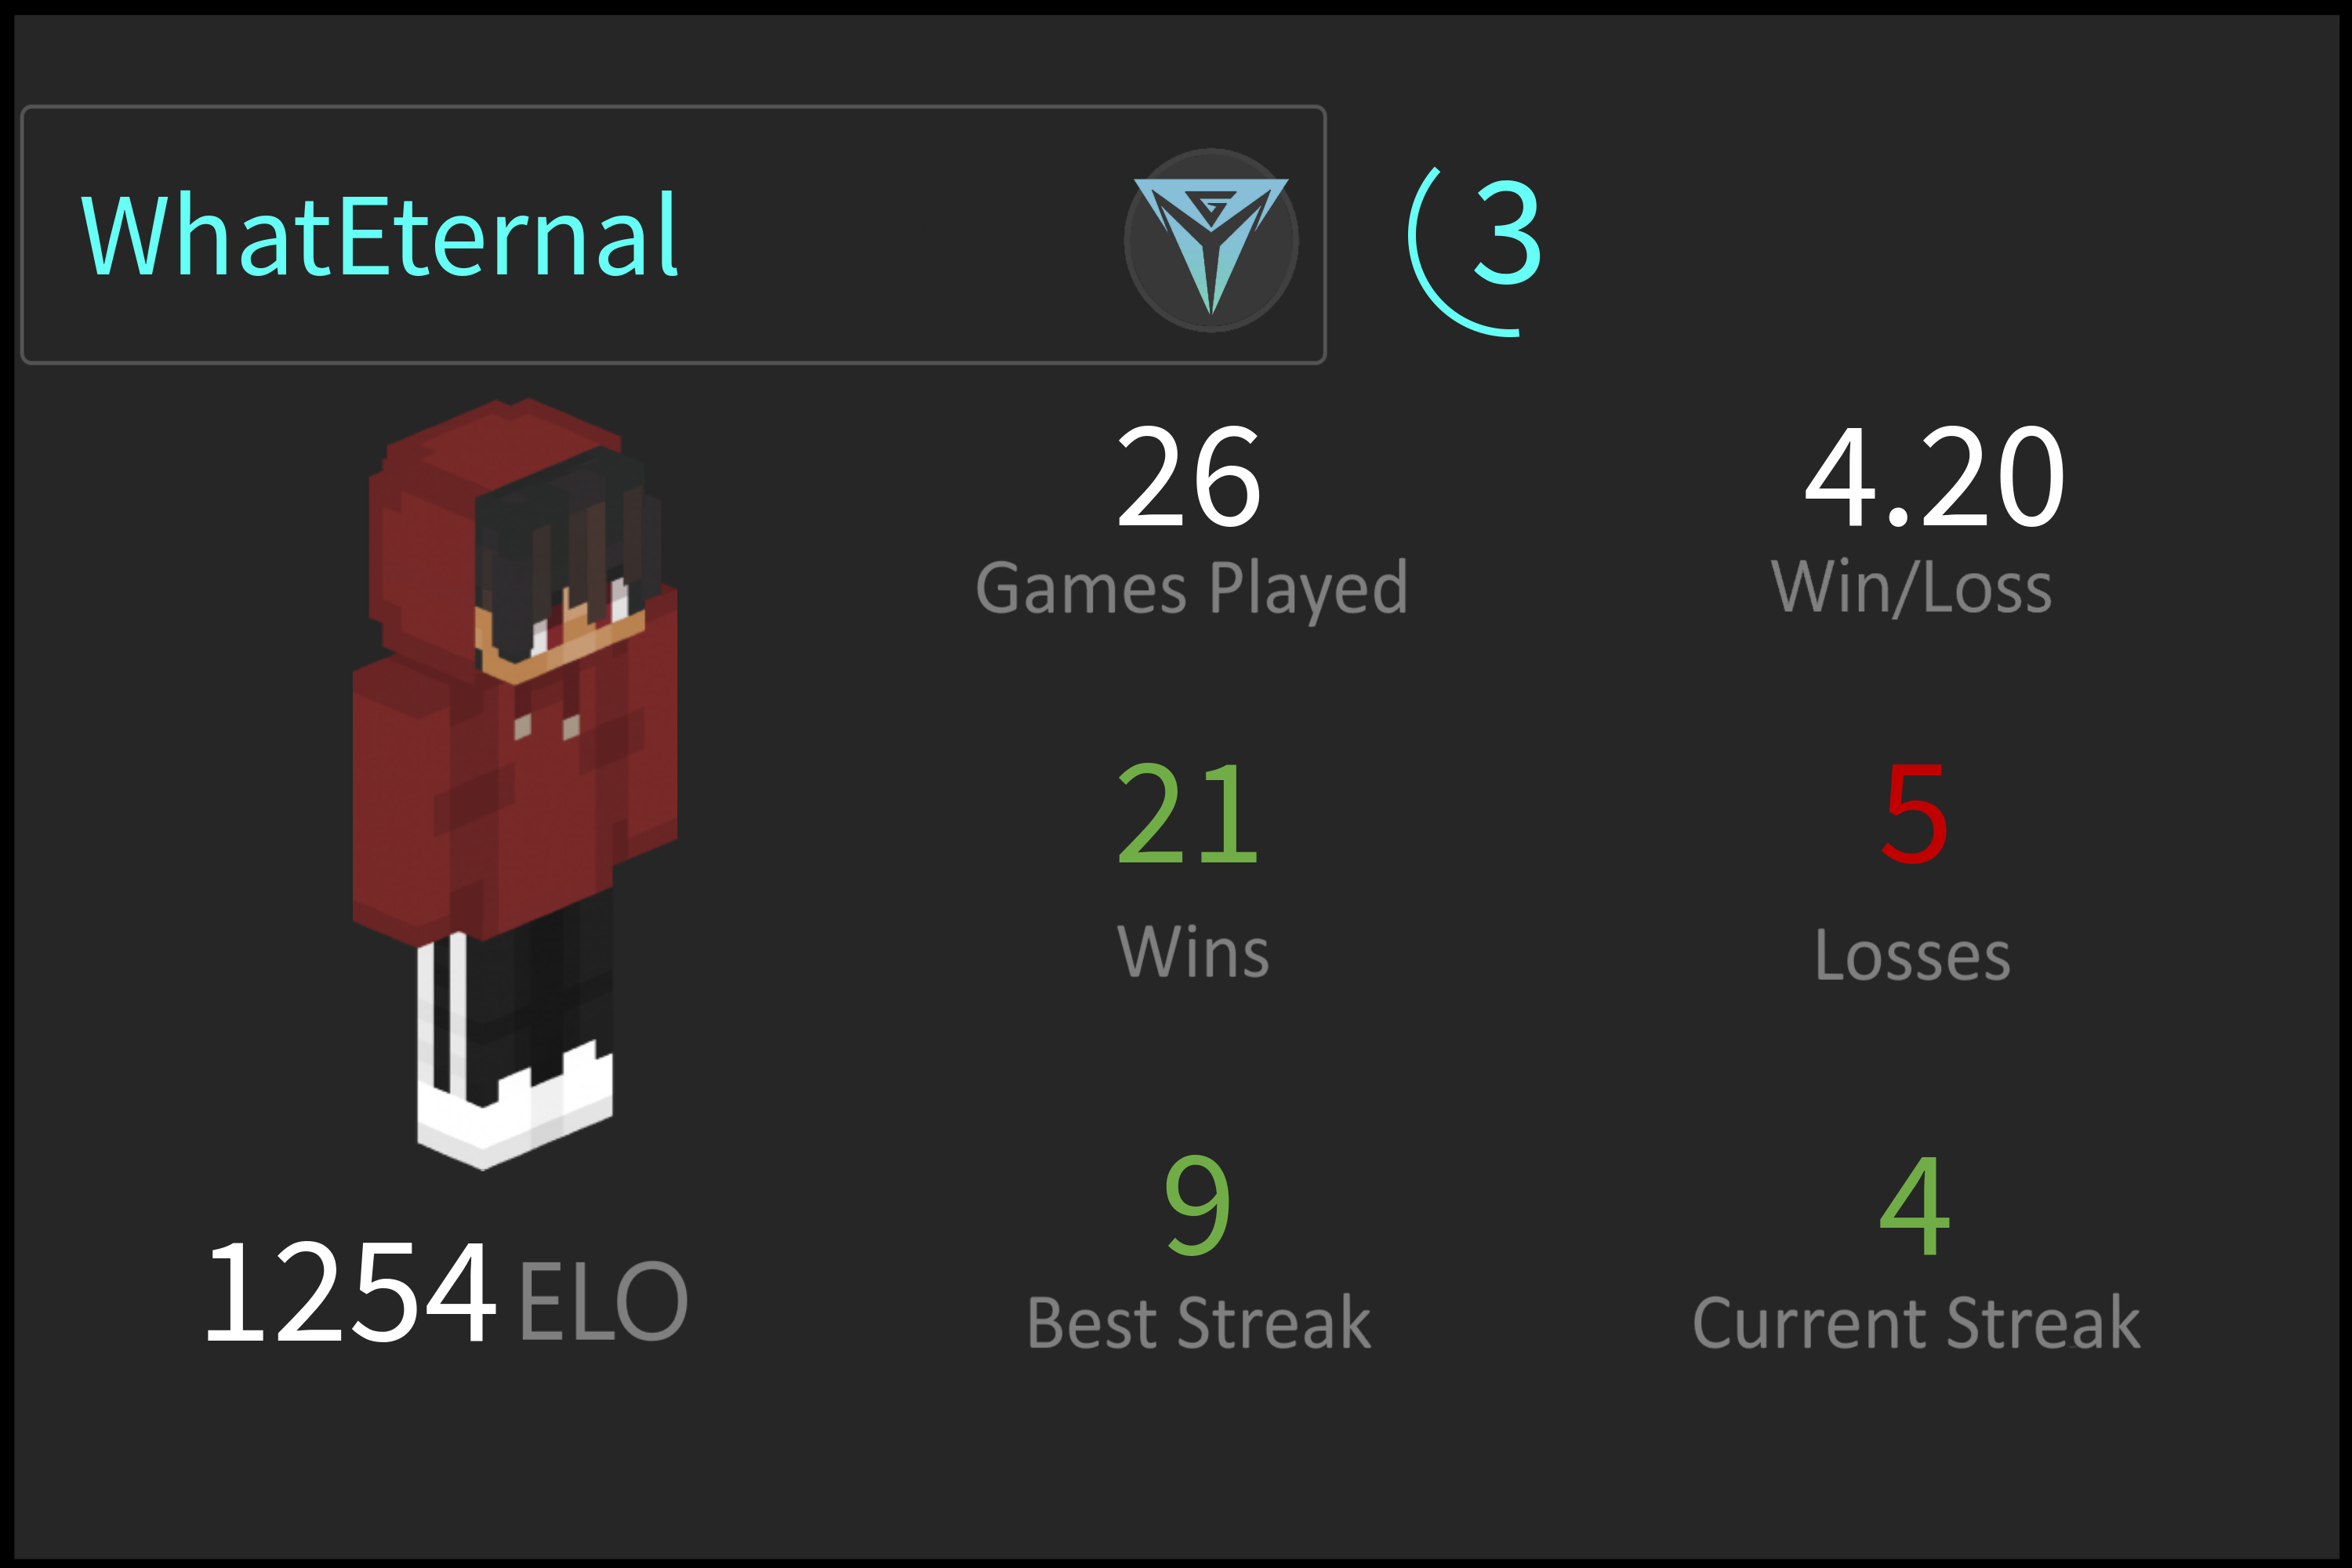 WhatEternal
3
26
Games Played
4.20
Win/Loss
21
Wins
5
Losses
1254 ELO
9
Best Streak
4
Current Streak